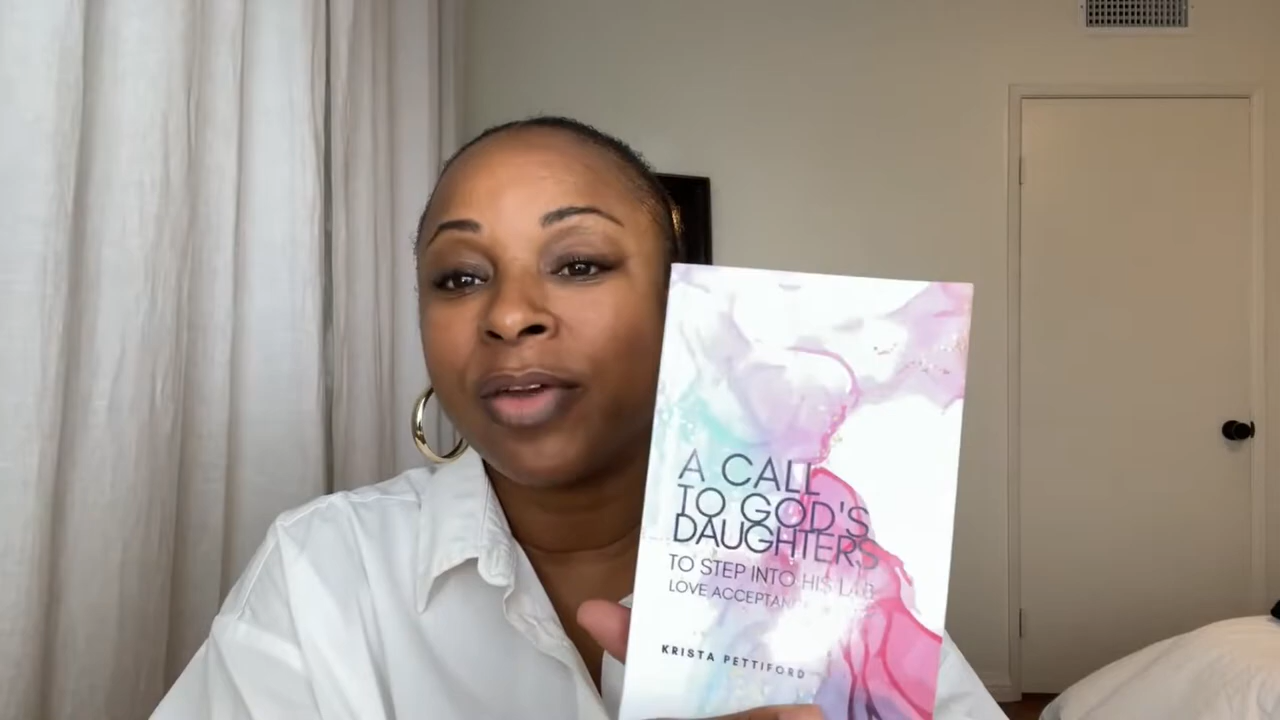 A CALL
TO GOD'S
DAUGHTERS
TO STEP INTO HIS
LOVE
KRISTA PETTIFORD